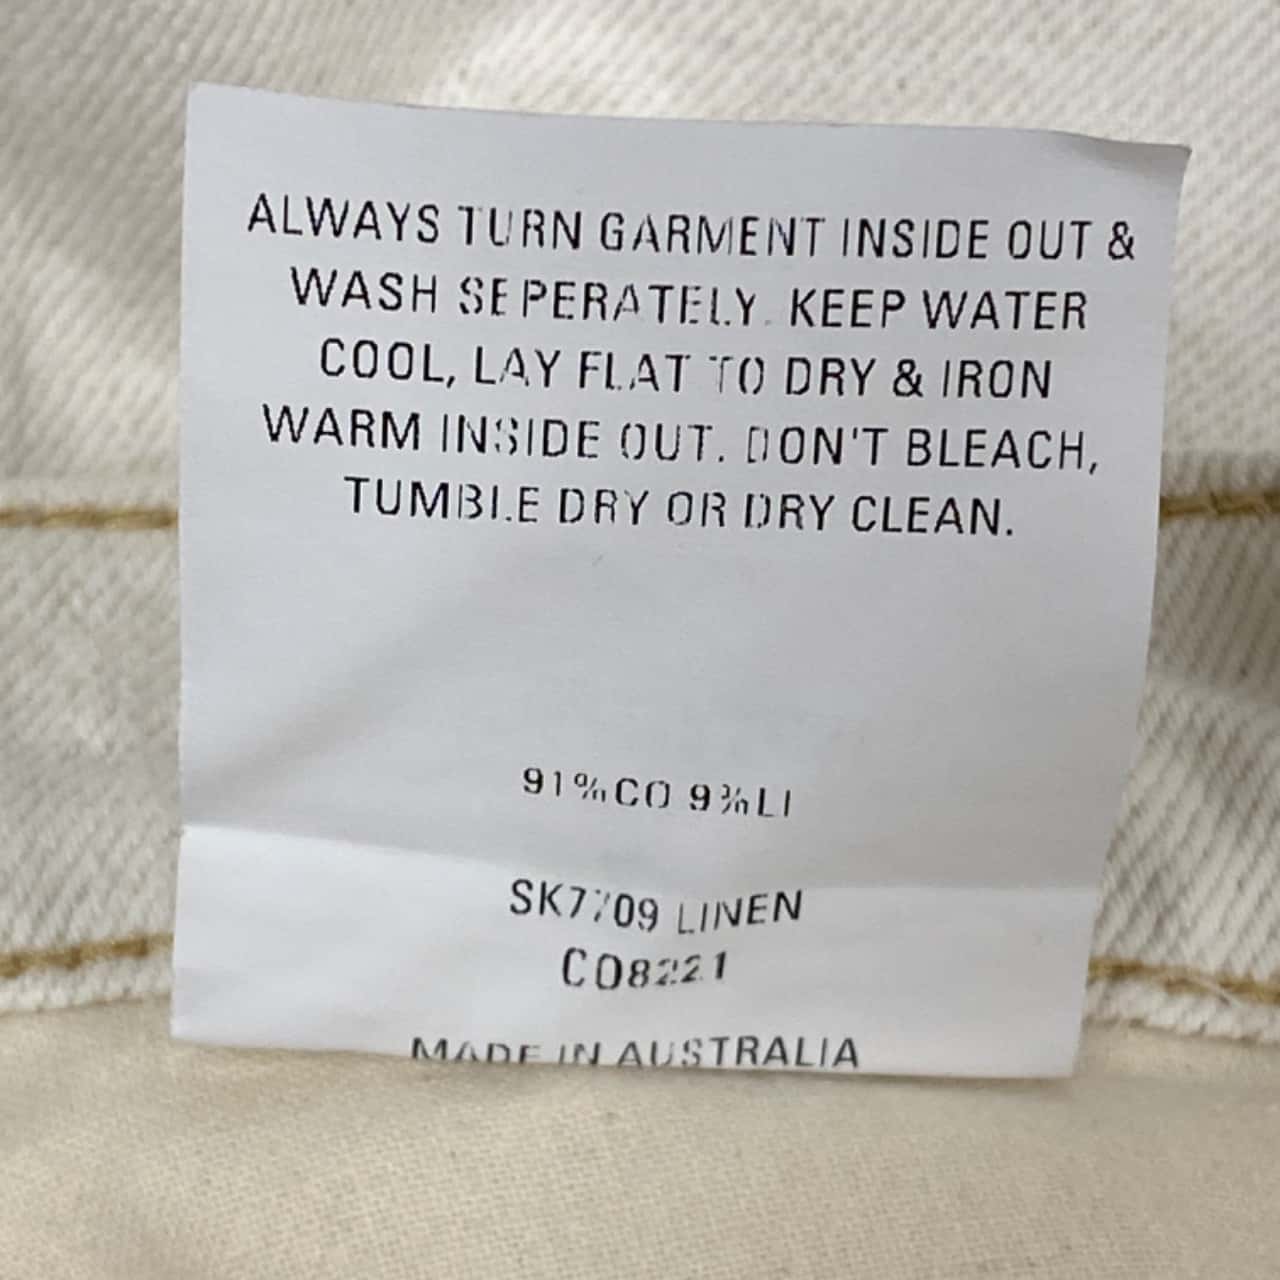 ALWAYS TURN GARMENT INSIDE OUT &
WASH SEPERATELY. KEEP WATER
COOL, LAY FLAT TO DRY & IRON
WARM INSIDE OUT. DON'T BLEACH,
TUMBLE DRY OR DRY CLEAN.
91%CO 9%LI
SK7709 LINEN
CO8221
MADE IN AUSTRALIA